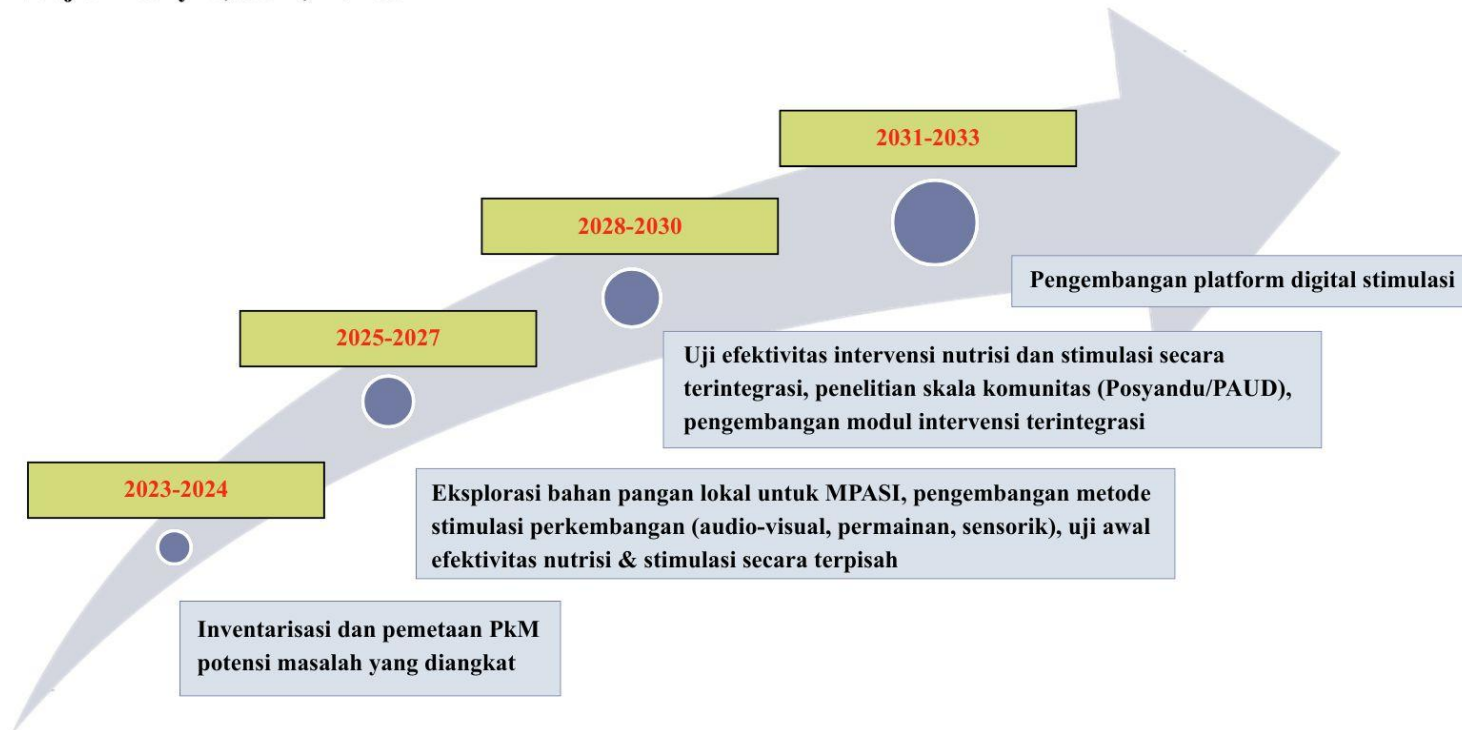 2031-2033
2028-2030
Pengembangan platform digital stimulasi
2025-2027
Uji efektivitas intervensi nutrisi dan stimulasi secara
terintegrasi, penelitian skala komunitas (Posyandu/PAUD),
pengembangan modul intervensi terintegrasi
2023-2024
Eksplorasi bahan pangan lokal untuk MPASI, pengembangan metode
stimulasi perkembangan (audio-visual, permainan, sensorik), uji awal
efektivitas nutrisi & stimulasi secara terpisah
Inventarisasi dan pemetaan PkM
potensi masalah yang diangkat